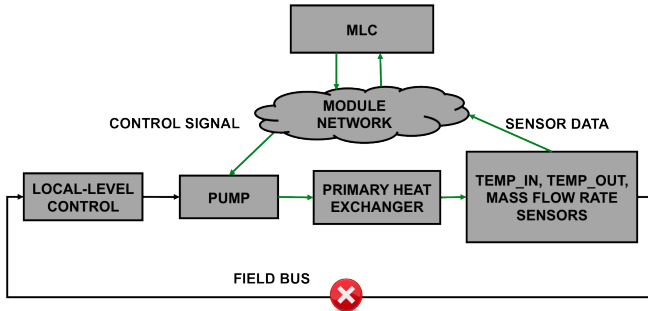 MLC
MODULE
NETWORK
CONTROL SIGNAL
SENSOR DATA
LOCAL-LEVEL
CONTROL
PUMP
PRIMARY HEAT
EXCHANGER
TEMP_IN, TEMP_OUT,
MASS FLOW RATE
SENSORS
FIELD BUS